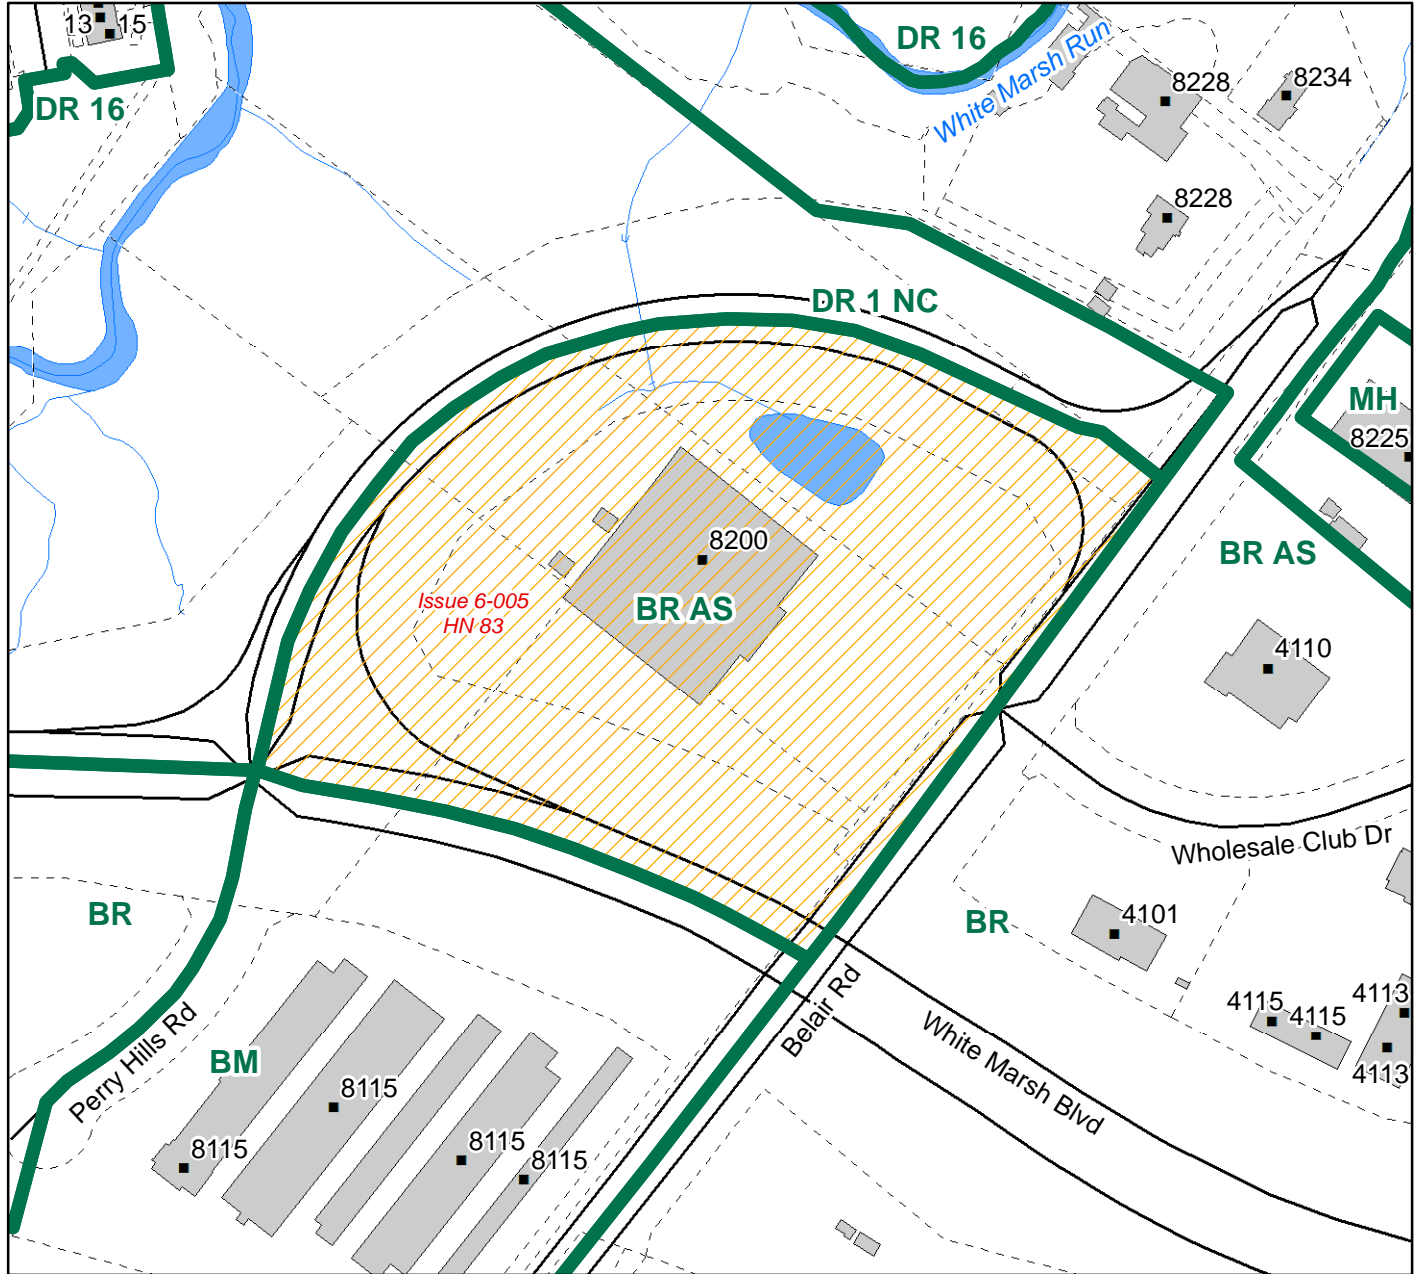 13 15
DR 16
DR 16
White Marsh Run
8228
8234
8228
DR 1 NC
MH
8225
8200
BR AS
Issue 6-005
HN 83
BR AS
4110
Wholesale Club Dr
BR
BR
4101
4115
4115
4113
4113
Belair Rd
White Marsh Blvd
Perry Hills Rd
BM
8115
8115
8115
8115